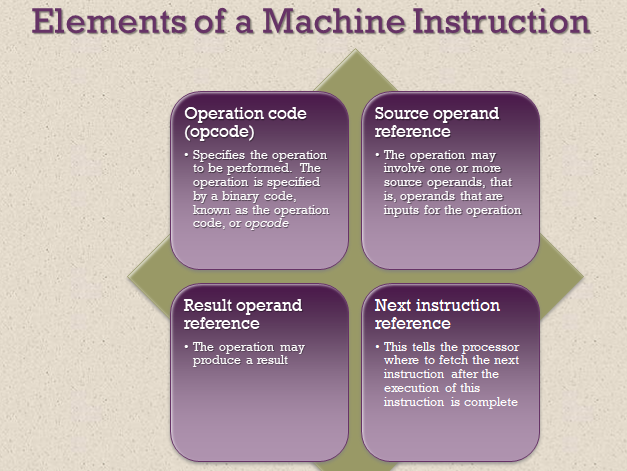 Elements of a Machine Instruction
Operation code
(opcode)
• Specifies the operation
to be performed. The
operation is specified
by a binary code,
known as the operation
code, or opcode
Source operand
reference
• The operation may
involve one or more
source operands, that
is, operands that are
inputs for the operation
Result operand
reference
• The operation may
produce a result
Next instruction
reference
• This tells the processor
where to fetch the next
instruction after the
execution of this
instruction is complete